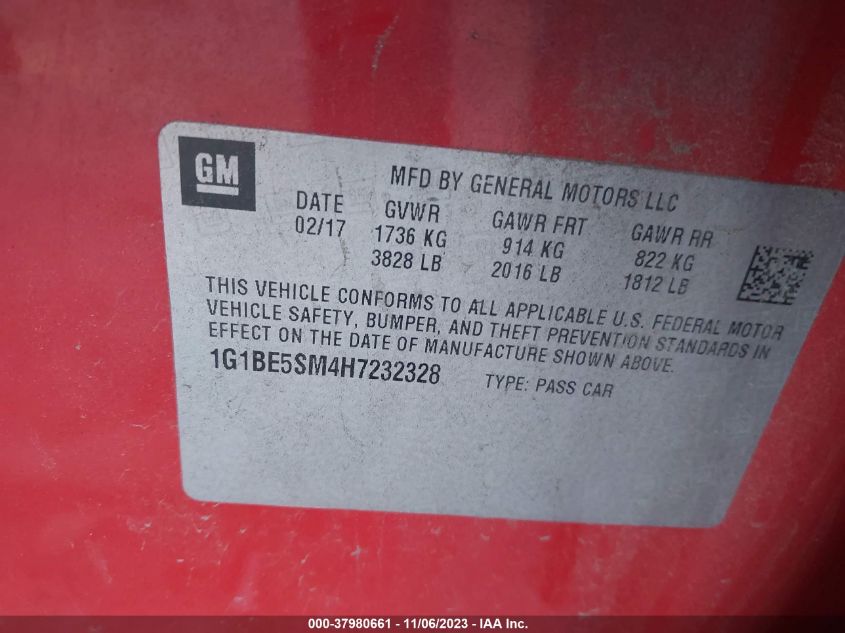 GM
MFD BY GENERAL MOTORS LLC
DATE GVWR GAWR FRT GAWR RR
02/17 1736 KG 914 KG 822 KG
3828 LB 2016 LB 1812 LB
THIS VEHICLE CONFORMS TO ALL APPLICABLE U.S. FEDERAL MOTOR
VEHICLE SAFETY, BUMPER, AND THEFT PREVENTION STANDARDS IN
EFFECT ON THE DATE OF MANUFACTURE SHOWN ABOVE.
1G1BE5SM4H7232328 TYPE: PASS CAR
000-37980661 - 11/06/2023 - IAA Inc.